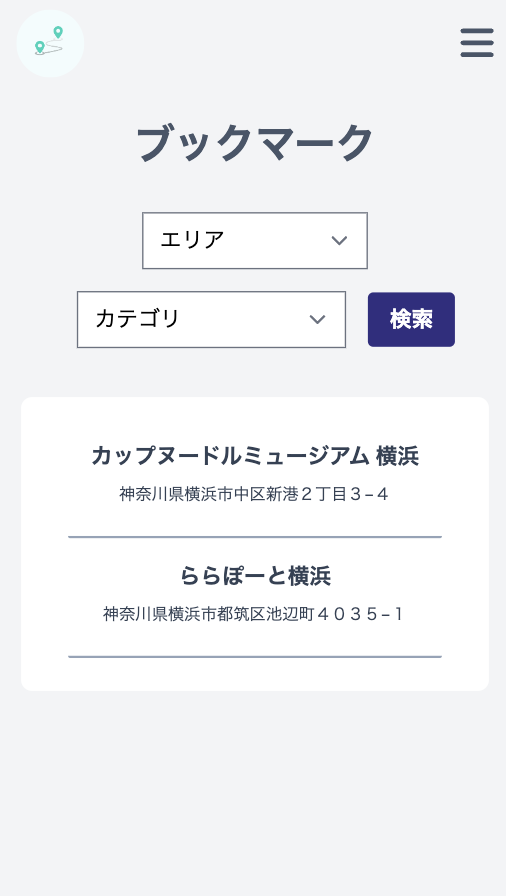 ブックマーク
エリア
カテゴリ
検索
カップヌードルミュージアム 横浜
神奈川県横浜市中区新港２丁目３−４
ららぽーと横浜
神奈川県横浜市都筑区池辺町４０３５−１